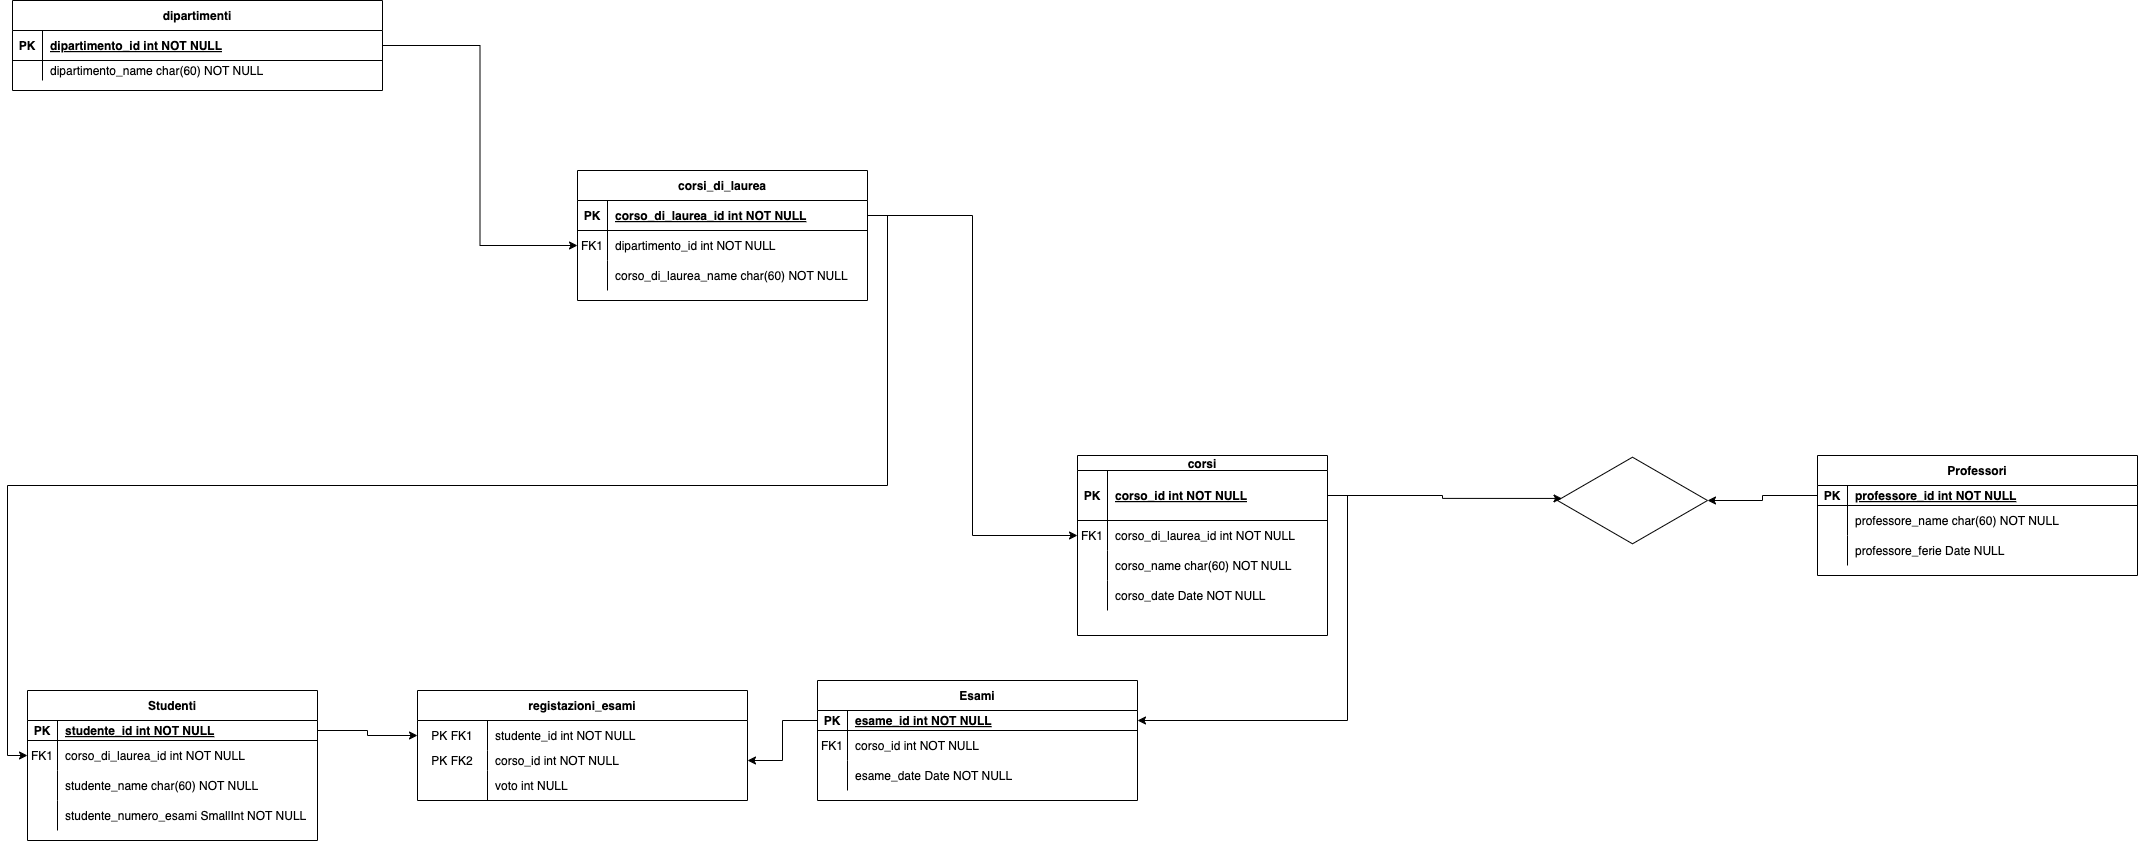 dipartimenti
PK dipartimento_id int NOT NULL
dipartimento_name char(60) NOT NULL
corsi_di_laurea
PK corso_di_laurea_id int NOT NULL
FK1 dipartimento_id int NOT NULL
corso_di_laurea_name char(60) NOT NULL
corsi
PK corso_id int NOT NULL
FK1 corso_di_laurea_id int NOT NULL
corso_name char(60) NOT NULL
corso_date Date NOT NULL
Professori
PK professore_id int NOT NULL
professore_name char(60) NOT NULL
professore_ferie Date NULL
Studenti
PK studente_id int NOT NULL
FK1 corso_di_laurea_id int NOT NULL
studente_name char(60) NOT NULL
studente_numero_esami SmallInt NOT NULL
registazioni_esami
PK FK1 studente_id int NOT NULL
PK FK2 corso_id int NOT NULL
voto int NULL
Esami
PK esame_id int NOT NULL
FK1 corso_id int NOT NULL
esame_date Date NOT NULL